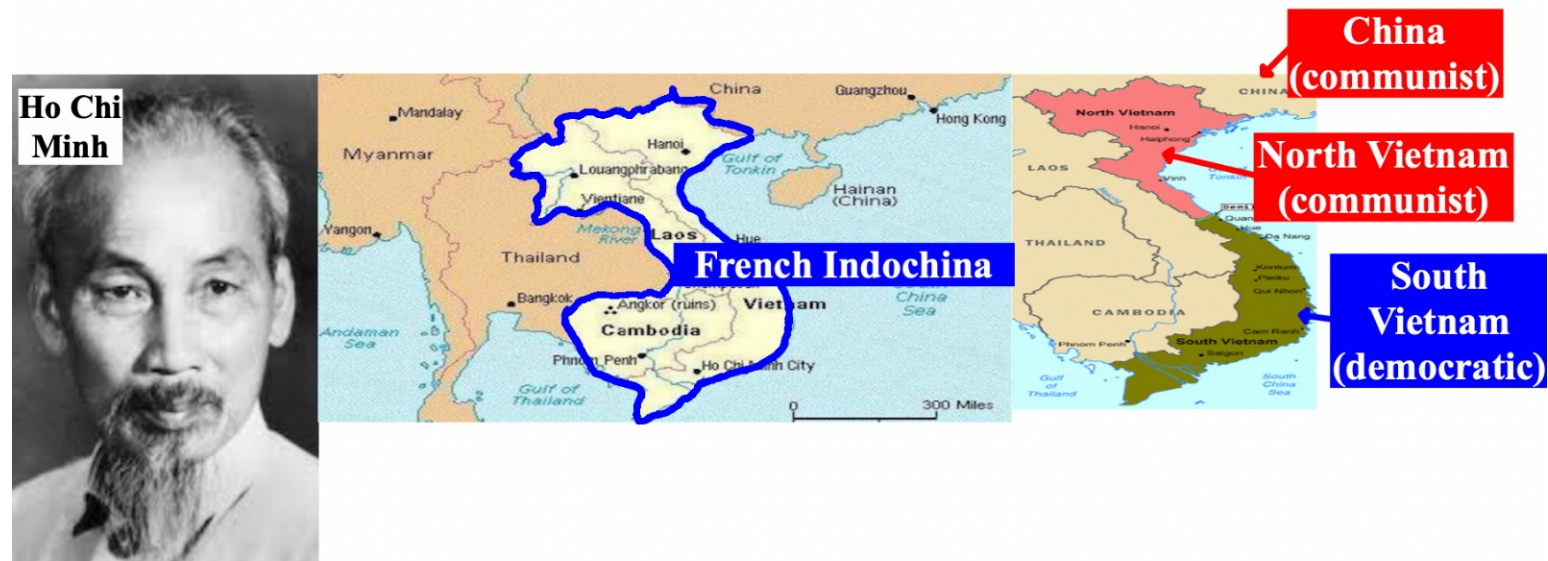 Ho Chi
Minh
Mandalay
Myanmar
Yangon
Andaman
Sea
China
Guangzhou
Hong Kong
Hanoi
Gulf of
Tonkin
Hainan
(China)
Louangphrabang
Vientiane
Mekong
River
Laos
Hue
Thailand
French Indochina
Bangkok
Angkor (ruins)
Vietnam
China
Sea
Cambodia
Phnom Penh
Ho Chi Minh City
Gulf of
Thailand
0
300 Miles
China
(communist)
CHINA
North Vietnam
Hanoi
Haiphong
North Vietnam
(communist)
LAOS
Vinh
Hue
Da Nang
THAILAND
Kontum
Pleiku
Qui Nhon
South
Vietnam
(democratic)
CAMBODIA
Cam Ranh
South Vietnam
Phnom Penh
Saigon
Gulf
of
Thailand
South
China
Sea